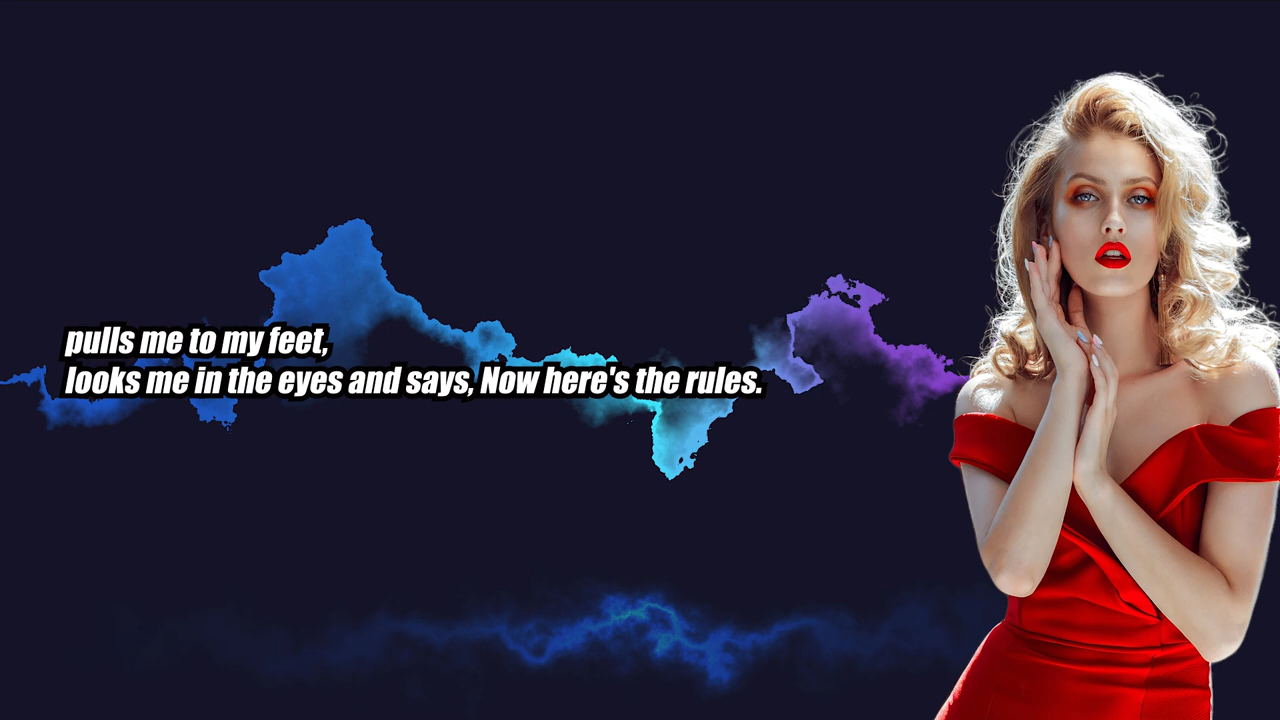 pulls me to my feet,
looks me in the eyes and says, Now here's the rules.